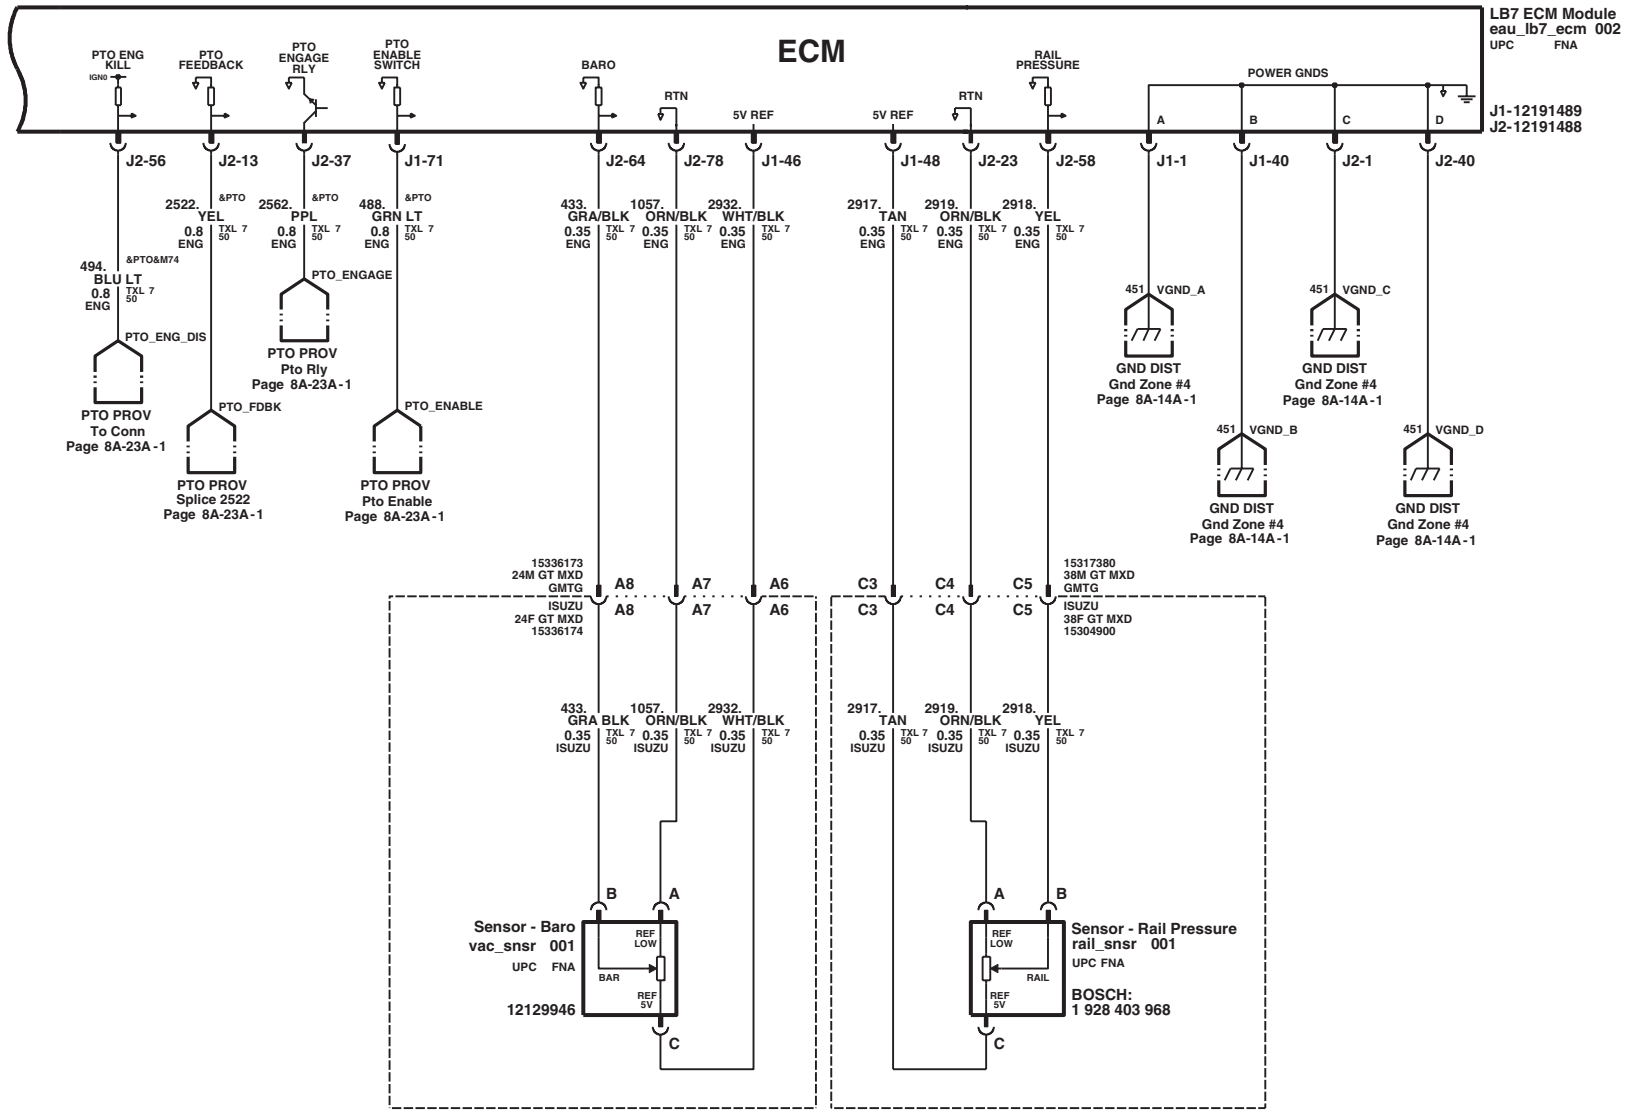 LB7 ECM Module
eau_lb7_ecm 002
UPC FNA
J1-12191489
J2-12191488
ECM
PTO ENG
KILL
IGN0
PTO
FEEDBACK
PTO
ENGAGE
RLY
PTO
ENABLE
SWITCH
BARO
RTN
5V REF
5V REF
RTN
RAIL
PRESSURE
POWER GNDS
A
B
C
D
J2-56
J2-13
J2-37
J1-71
J2-64
J2-78
J1-46
J1-48
J2-23
J2-58
J1-1
J1-40
J2-1
J2-40
494.
&PTO&M74
BLU LT
0.8
TXL 7
50
ENG
PTO_ENG_DIS
PTO PROV
To Conn
Page 8A-23A-1
2522.
&PTO
YEL
0.8
TXL 7
50
ENG
PTO_FDBK
PTO PROV
Splice 2522
Page 8A-23A-1
2562.
&PTO
PPL
0.8
TXL 7
50
ENG
PTO_ENGAGE
PTO PROV
Pto Rly
Page 8A-23A-1
488.
&PTO
GRN LT
0.8
TXL 7
50
ENG
PTO_ENABLE
PTO PROV
Pto Enable
Page 8A-23A-1
433.
GRA/BLK
0.35
TXL 7
50
ENG
1057.
ORN/BLK
0.35
TXL 7
50
ENG
2932.
WHT/BLK
0.35
TXL 7
50
ENG
2917.
TAN
0.35
TXL 7
50
ENG
2919.
ORN/BLK
0.35
TXL 7
50
ENG
2918.
YEL
0.35
TXL 7
50
ENG
451 VGND_A
GND DIST
Gnd Zone #4
Page 8A-14A-1
451 VGND_B
GND DIST
Gnd Zone #4
Page 8A-14A-1
451 VGND_C
GND DIST
Gnd Zone #4
Page 8A-14A-1
451 VGND_D
GND DIST
Gnd Zone #4
Page 8A-14A-1
15336173
24M GT MXD
GMTG
A8
A7
A6
ISUZU
24F GT MXD
15336174
A8
A7
A6
C3
C4
C5
15317380
38M GT MXD
GMTG
C3
C4
C5
ISUZU
38F GT MXD
15304900
433.
GRA BLK
0.35
TXL 7
50
ISUZU
1057.
ORN/BLK
0.35
TXL 7
50
ISUZU
2932.
WHT/BLK
0.35
TXL 7
50
ISUZU
2917.
TAN
0.35
TXL 7
50
ISUZU
2919.
ORN/BLK
0.35
TXL 7
50
ISUZU
2918.
YEL
0.35
TXL 7
50
ISUZU
B
A
Sensor - Baro
vac_snsr 001
UPC FNA
12129946
REF
LOW
BAR
REF
5V
C
A
B
REF
LOW
RAIL
REF
5V
C
Sensor - Rail Pressure
rail_snsr 001
UPC FNA
BOSCH:
1 928 403 968